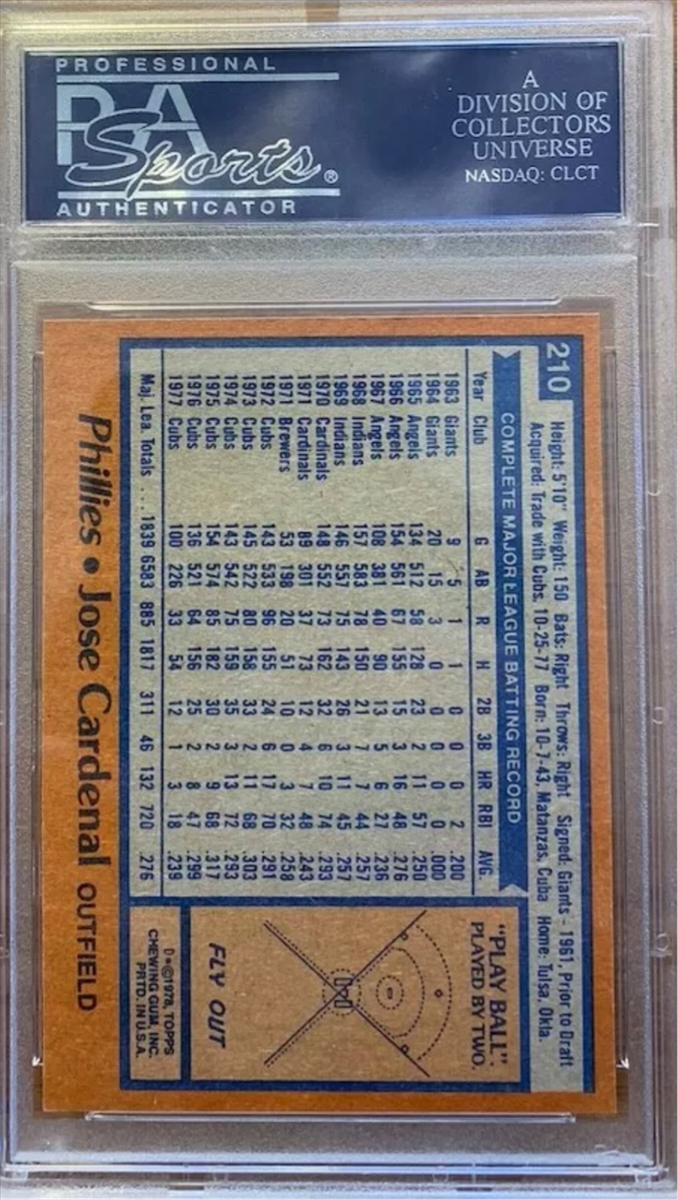 PROFESSIONAL
PSA
Sports®
AUTHENTICATOR
A
DIVISION OF
COLLECTORS
UNIVERSE
NASDAQ: CLCT
210
Height: 5'10" Weight: 150 Bats: Right Throws: Right Signed: Giants - 1961, Prior to Draft
Acquired: Trade with Cubs, 10-25-77 Born: 10-7-43, Matanzas, Cuba Home: Tulsa, Okla.
COMPLETE MAJOR LEAGUE BATTING RECORD
Year Club G AB R H 2B 3B HR RBI AVG.
1963 Giants 9 5 1 1 0 0 0 2 .200
1964 Giants 20 15 3 0 0 0 0 0 .000
1965 Angels 134 512 58 128 23 2 11 57 .250
1966 Angels 154 561 67 155 15 3 16 48 .276
1967 Angels 108 381 40 90 13 5 6 27 .236
1968 Indians 157 583 78 150 21 7 7 44 .257
1969 Indians 146 557 75 143 26 3 11 45 .257
1970 Cardinals 148 552 73 162 32 6 10 74 .293
1971 Cardinals 89 301 37 73 12 4 7 48 .243
1971 Brewers 53 198 20 51 10 0 3 32 .258
1972 Cubs 143 533 96 155 24 6 17 70 .291
1973 Cubs 145 522 80 158 33 2 11 68 .303
1974 Cubs 143 542 75 159 35 3 13 72 .293
1975 Cubs 154 574 85 182 30 2 9 68 .317
1976 Cubs 136 521 64 156 25 2 8 47 .299
1977 Cubs 100 226 33 54 12 1 3 18 .239
Maj. Lea. Totals ... 1839 6583 885 1817 311 46 132 720 .276
"PLAY BALL"
PLAYED BY TWO.
FLY OUT
D*©1978, TOPPS
CHEWING GUM, INC.
PRTD. IN U.S.A.
Phillies • Jose Cardenal OUTFIELD